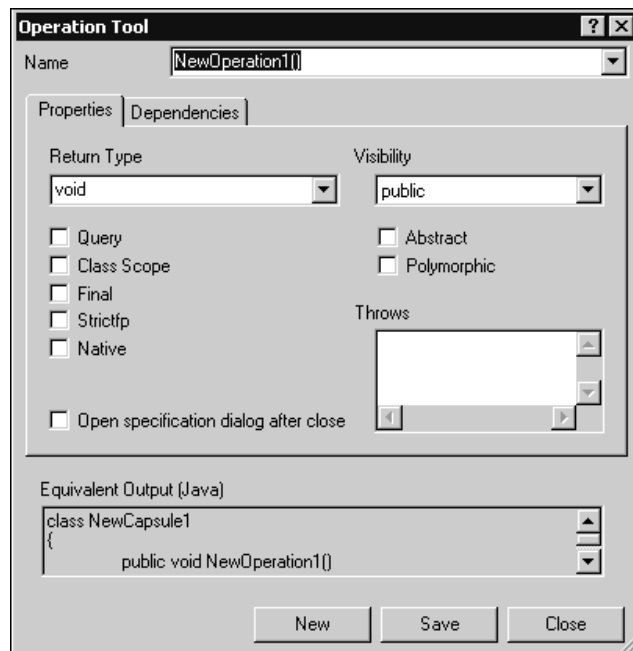 Operation Tool
Name NewOperation1()
Properties Dependencies
Return Type Visibility
void public
Query Abstract
Class Scope Polymorphic
Final
Strictfp Throws
Native
Open specification dialog after close
Equivalent Output (Java)
class NewCapsule1
{
public void NewOperation1()
New Save Close